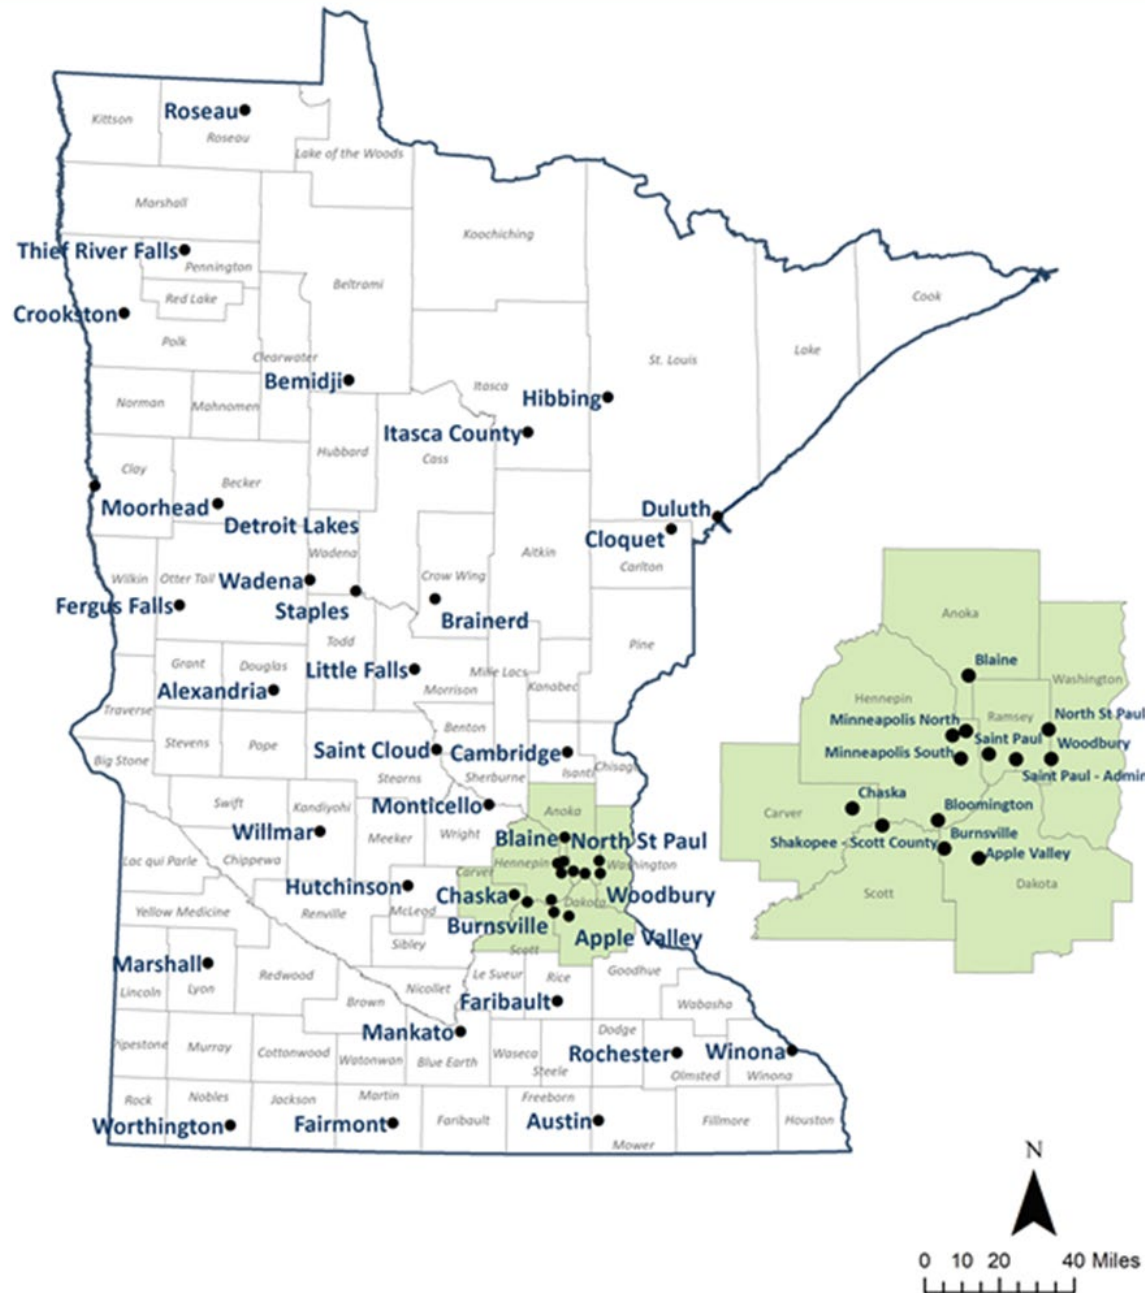 Roseau
Kittson
Roseau
Lake of the Woods
Marshall
Koochiching
Thief River Falls
Pennington
Beltrami
Red Lake
Cook
Crookston
Polk
Clearwater
St. Louis
Lake
Bemidji
Itasca
Hibbing
Norman
Mahnomen
Itasca County
Hubbard
Cass
Clay
Becker
Moorhead
Detroit Lakes
Duluth
Cloquet
Wadena
Aitkin
Carlton
Wilkin
Otter Tail
Wadena
Crow Wing
Fergus Falls
Staples
Brainerd
Todd
Pine
Grant
Douglas
Little Falls
Mille Lacs
Kanabec
Alexandria
Morrison
Traverse
Benton
Stevens
Pope
Saint Cloud
Cambridge
Big Stone
Stearns
Sherburne
Isanti
Chisago
Swift
Kandiyohi
Monticello
Anoka
Willmar
Meeker
Wright
Blaine
North St Paul
Lac qui Parle
Chippewa
Hennepin
Washington
Carver
Hutchinson
Chaska
Woodbury
Dakota
Yellow Medicine
Renville
McLeod
Burnsville
Apple Valley
Sibley
Scott
Marshall
Lincoln
Lyon
Redwood
Le Sueur
Rice
Goodhue
Brown
Nicollet
Faribault
Wabasha
Mankato
Dodge
Pipestone
Murray
Cottonwood
Watonwan
Blue Earth
Waseca
Steele
Rochester
Olmsted
Winona
Winona
Rock
Nobles
Jackson
Martin
Freeborn
Worthington
Fairmont
Faribault
Austin
Mower
Fillmore
Houston
Anoka
Blaine
Washington
Hennepin
Minneapolis North
Ramsey
North St Paul
Saint Paul
Woodbury
Minneapolis South
Saint Paul - Admin
Chaska
Carver
Bloomington
Shakopee - Scott County
Burnsville
Apple Valley
Scott
Dakota
N
0 10 20 40 Miles